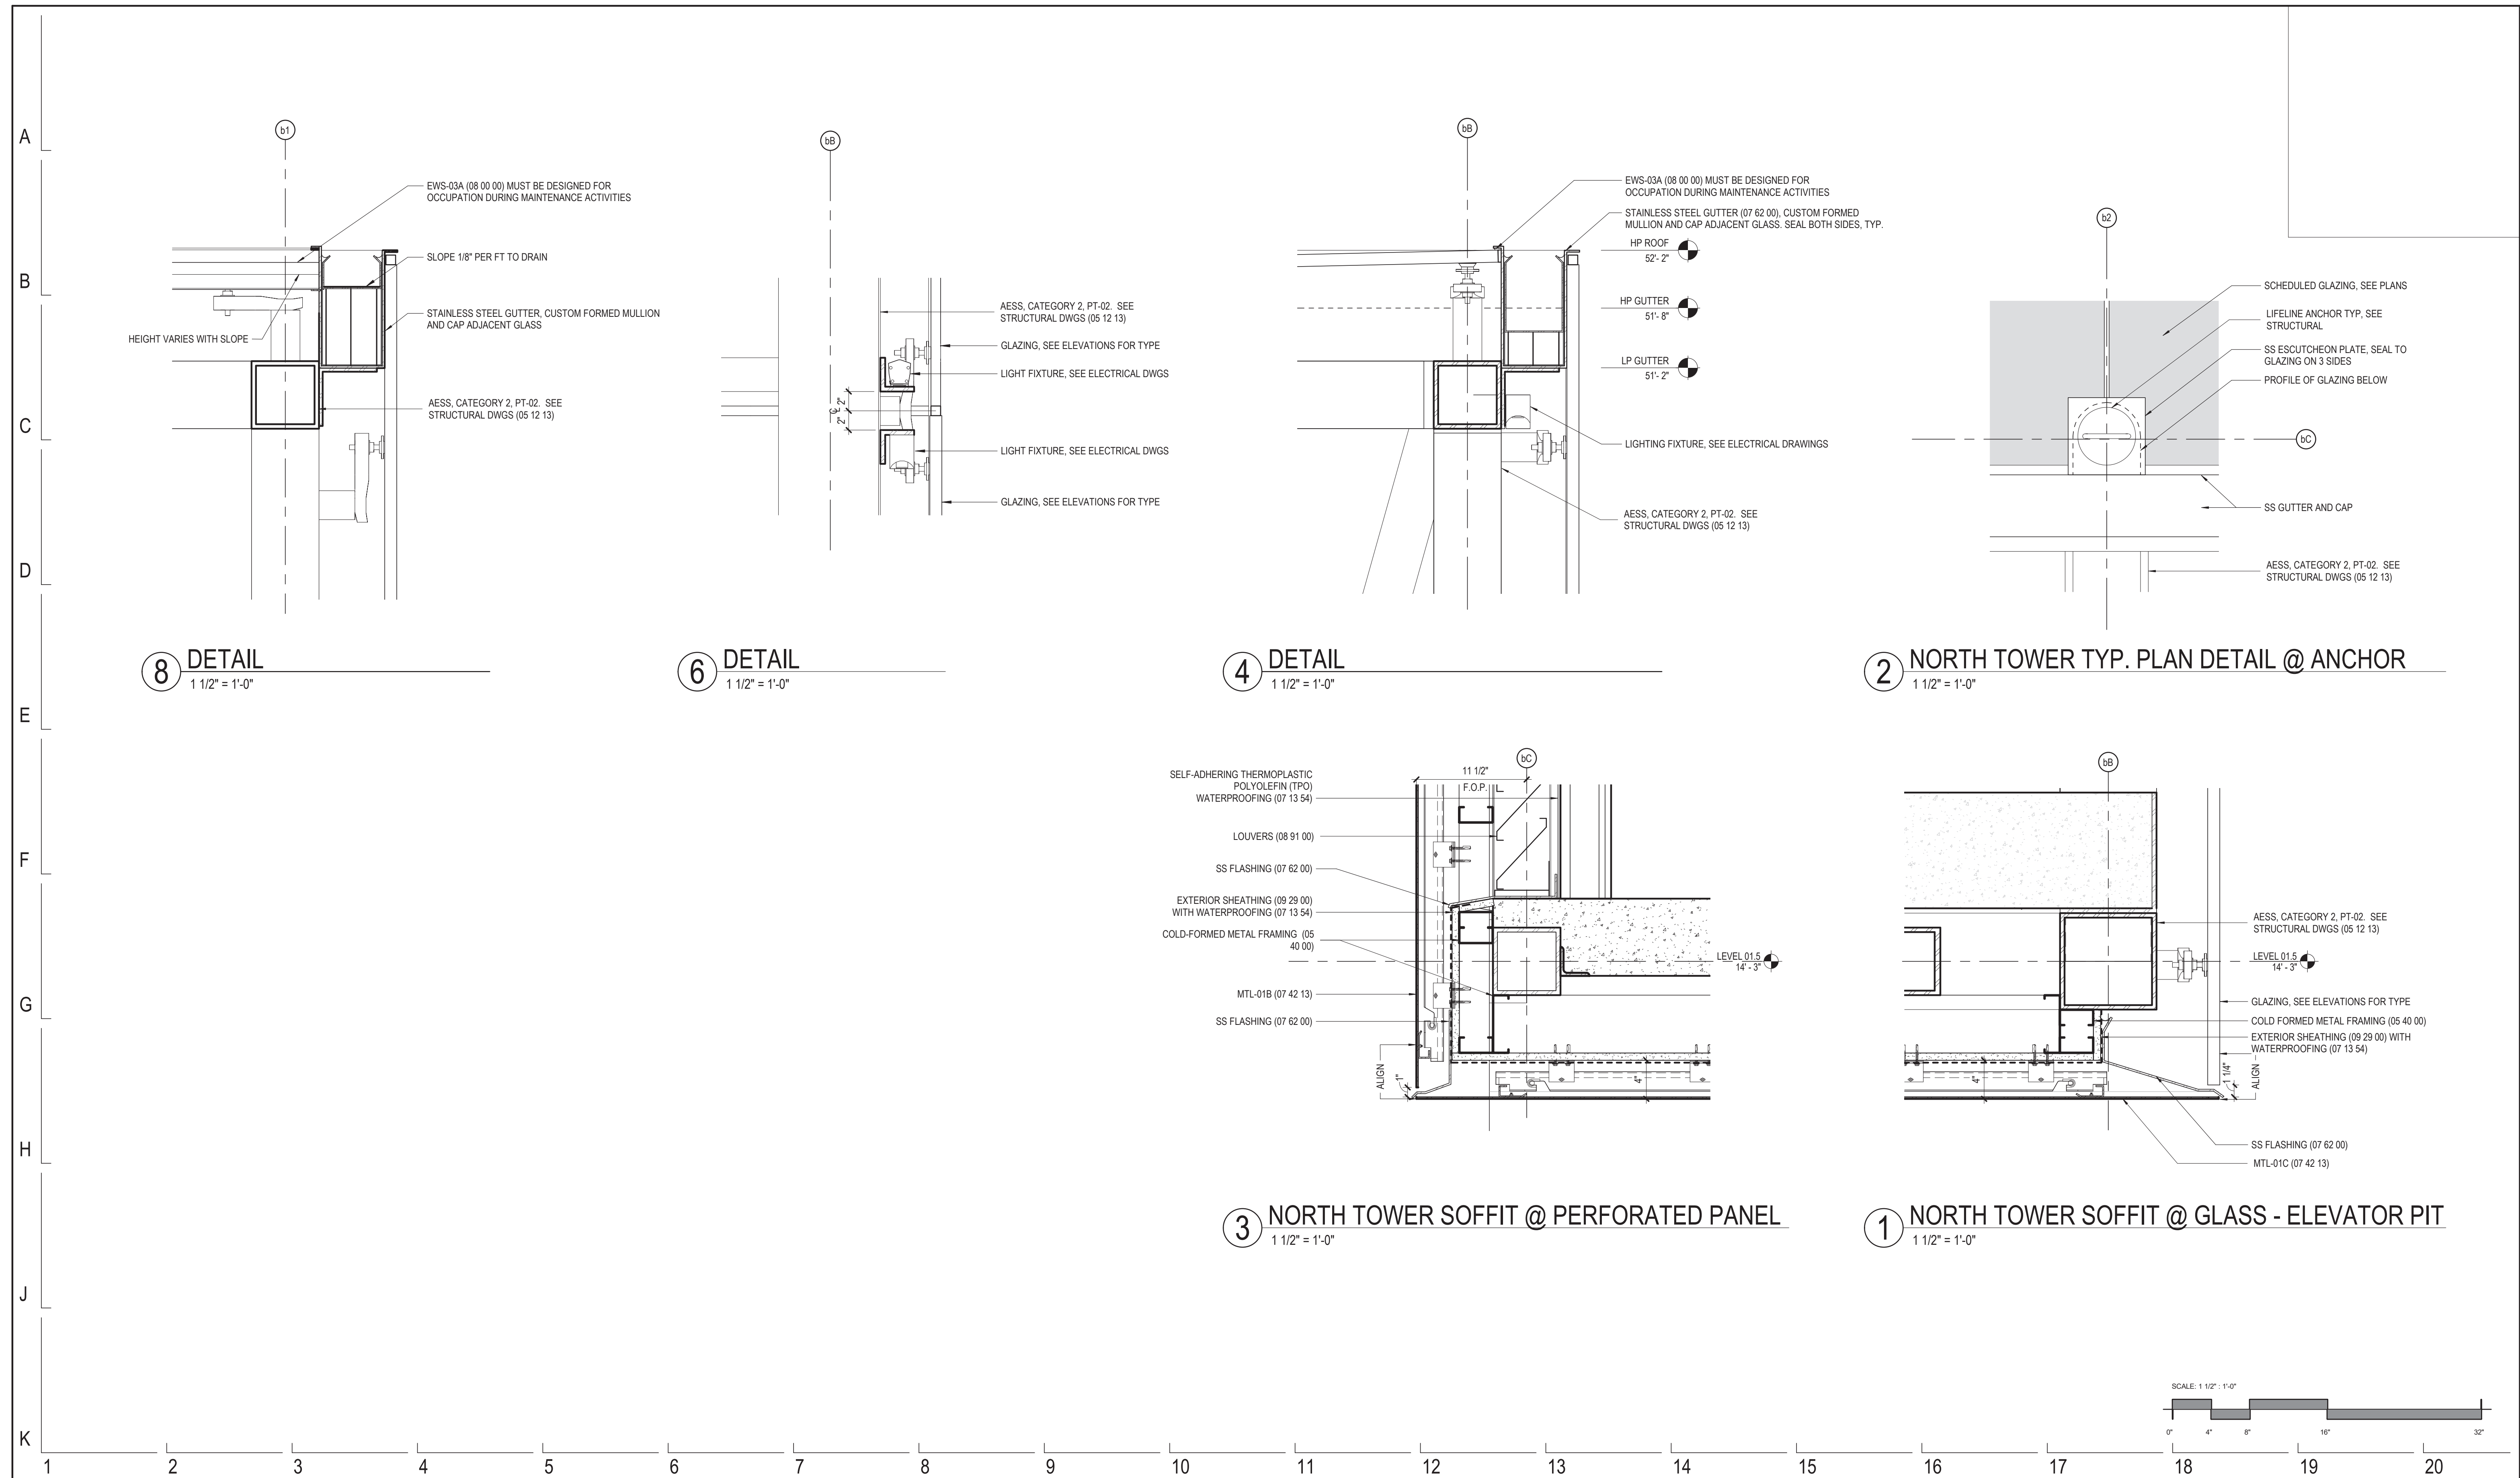 A
B
C
D
E
F
G
H
J
K
b1
EWS-03A (08 00 00) MUST BE DESIGNED FOR
OCCUPATION DURING MAINTENANCE ACTIVITIES
SLOPE 1/8" PER FT TO DRAIN
STAINLESS STEEL GUTTER, CUSTOM FORMED MULLION
AND CAP ADJACENT GLASS
HEIGHT VARIES WITH SLOPE
AESS, CATEGORY 2, PT-02. SEE
STRUCTURAL DWGS (05 12 13)
8 DETAIL
1 1/2" = 1'-0"
bB
AESS, CATEGORY 2, PT-02. SEE
STRUCTURAL DWGS (05 12 13)
GLAZING, SEE ELEVATIONS FOR TYPE
LIGHT FIXTURE, SEE ELECTRICAL DWGS
2"
2"
LIGHT FIXTURE, SEE ELECTRICAL DWGS
GLAZING, SEE ELEVATIONS FOR TYPE
6 DETAIL
1 1/2" = 1'-0"
bB
EWS-03A (08 00 00) MUST BE DESIGNED FOR
OCCUPATION DURING MAINTENANCE ACTIVITIES
STAINLESS STEEL GUTTER (07 62 00), CUSTOM FORMED
MULLION AND CAP ADJACENT GLASS. SEAL BOTH SIDES, TYP.
HP ROOF
52'- 2"
HP GUTTER
51'- 8"
LP GUTTER
51'- 2"
LIGHTING FIXTURE, SEE ELECTRICAL DRAWINGS
AESS, CATEGORY 2, PT-02. SEE
STRUCTURAL DWGS (05 12 13)
4 DETAIL
1 1/2" = 1'-0"
b2
SCHEDULED GLAZING, SEE PLANS
LIFELINE ANCHOR TYP, SEE
STRUCTURAL
SS ESCUTCHEON PLATE, SEAL TO
GLAZING ON 3 SIDES
PROFILE OF GLAZING BELOW
bC
SS GUTTER AND CAP
AESS, CATEGORY 2, PT-02. SEE
STRUCTURAL DWGS (05 12 13)
2 NORTH TOWER TYP. PLAN DETAIL @ ANCHOR
1 1/2" = 1'-0"
bC
11 1/2"
F.O.P.
SELF-ADHERING THERMOPLASTIC
POLYOLEFIN (TPO)
WATERPROOFING (07 13 54)
LOUVERS (08 91 00)
SS FLASHING (07 62 00)
EXTERIOR SHEATHING (09 29 00)
WITH WATERPROOFING (07 13 54)
COLD-FORMED METAL FRAMING (05
40 00)
LEVEL 01.5
14' - 3"
MTL-01B (07 42 13)
SS FLASHING (07 62 00)
ALIGN
1"
4"
3 NORTH TOWER SOFFIT @ PERFORATED PANEL
1 1/2" = 1'-0"
bB
AESS, CATEGORY 2, PT-02. SEE
STRUCTURAL DWGS (05 12 13)
LEVEL 01.5
14' - 3"
GLAZING, SEE ELEVATIONS FOR TYPE
COLD FORMED METAL FRAMING (05 40 00)
EXTERIOR SHEATHING (09 29 00) WITH
WATERPROOFING (07 13 54)
4"
1 1/4"
ALIGN
SS FLASHING (07 62 00)
MTL-01C (07 42 13)
1 NORTH TOWER SOFFIT @ GLASS - ELEVATOR PIT
1 1/2" = 1'-0"
SCALE: 1 1/2" : 1'-0"
0" 4" 8" 16" 32"
1 2 3 4 5 6 7 8 9 10 11 12 13 14 15 16 17 18 19 20